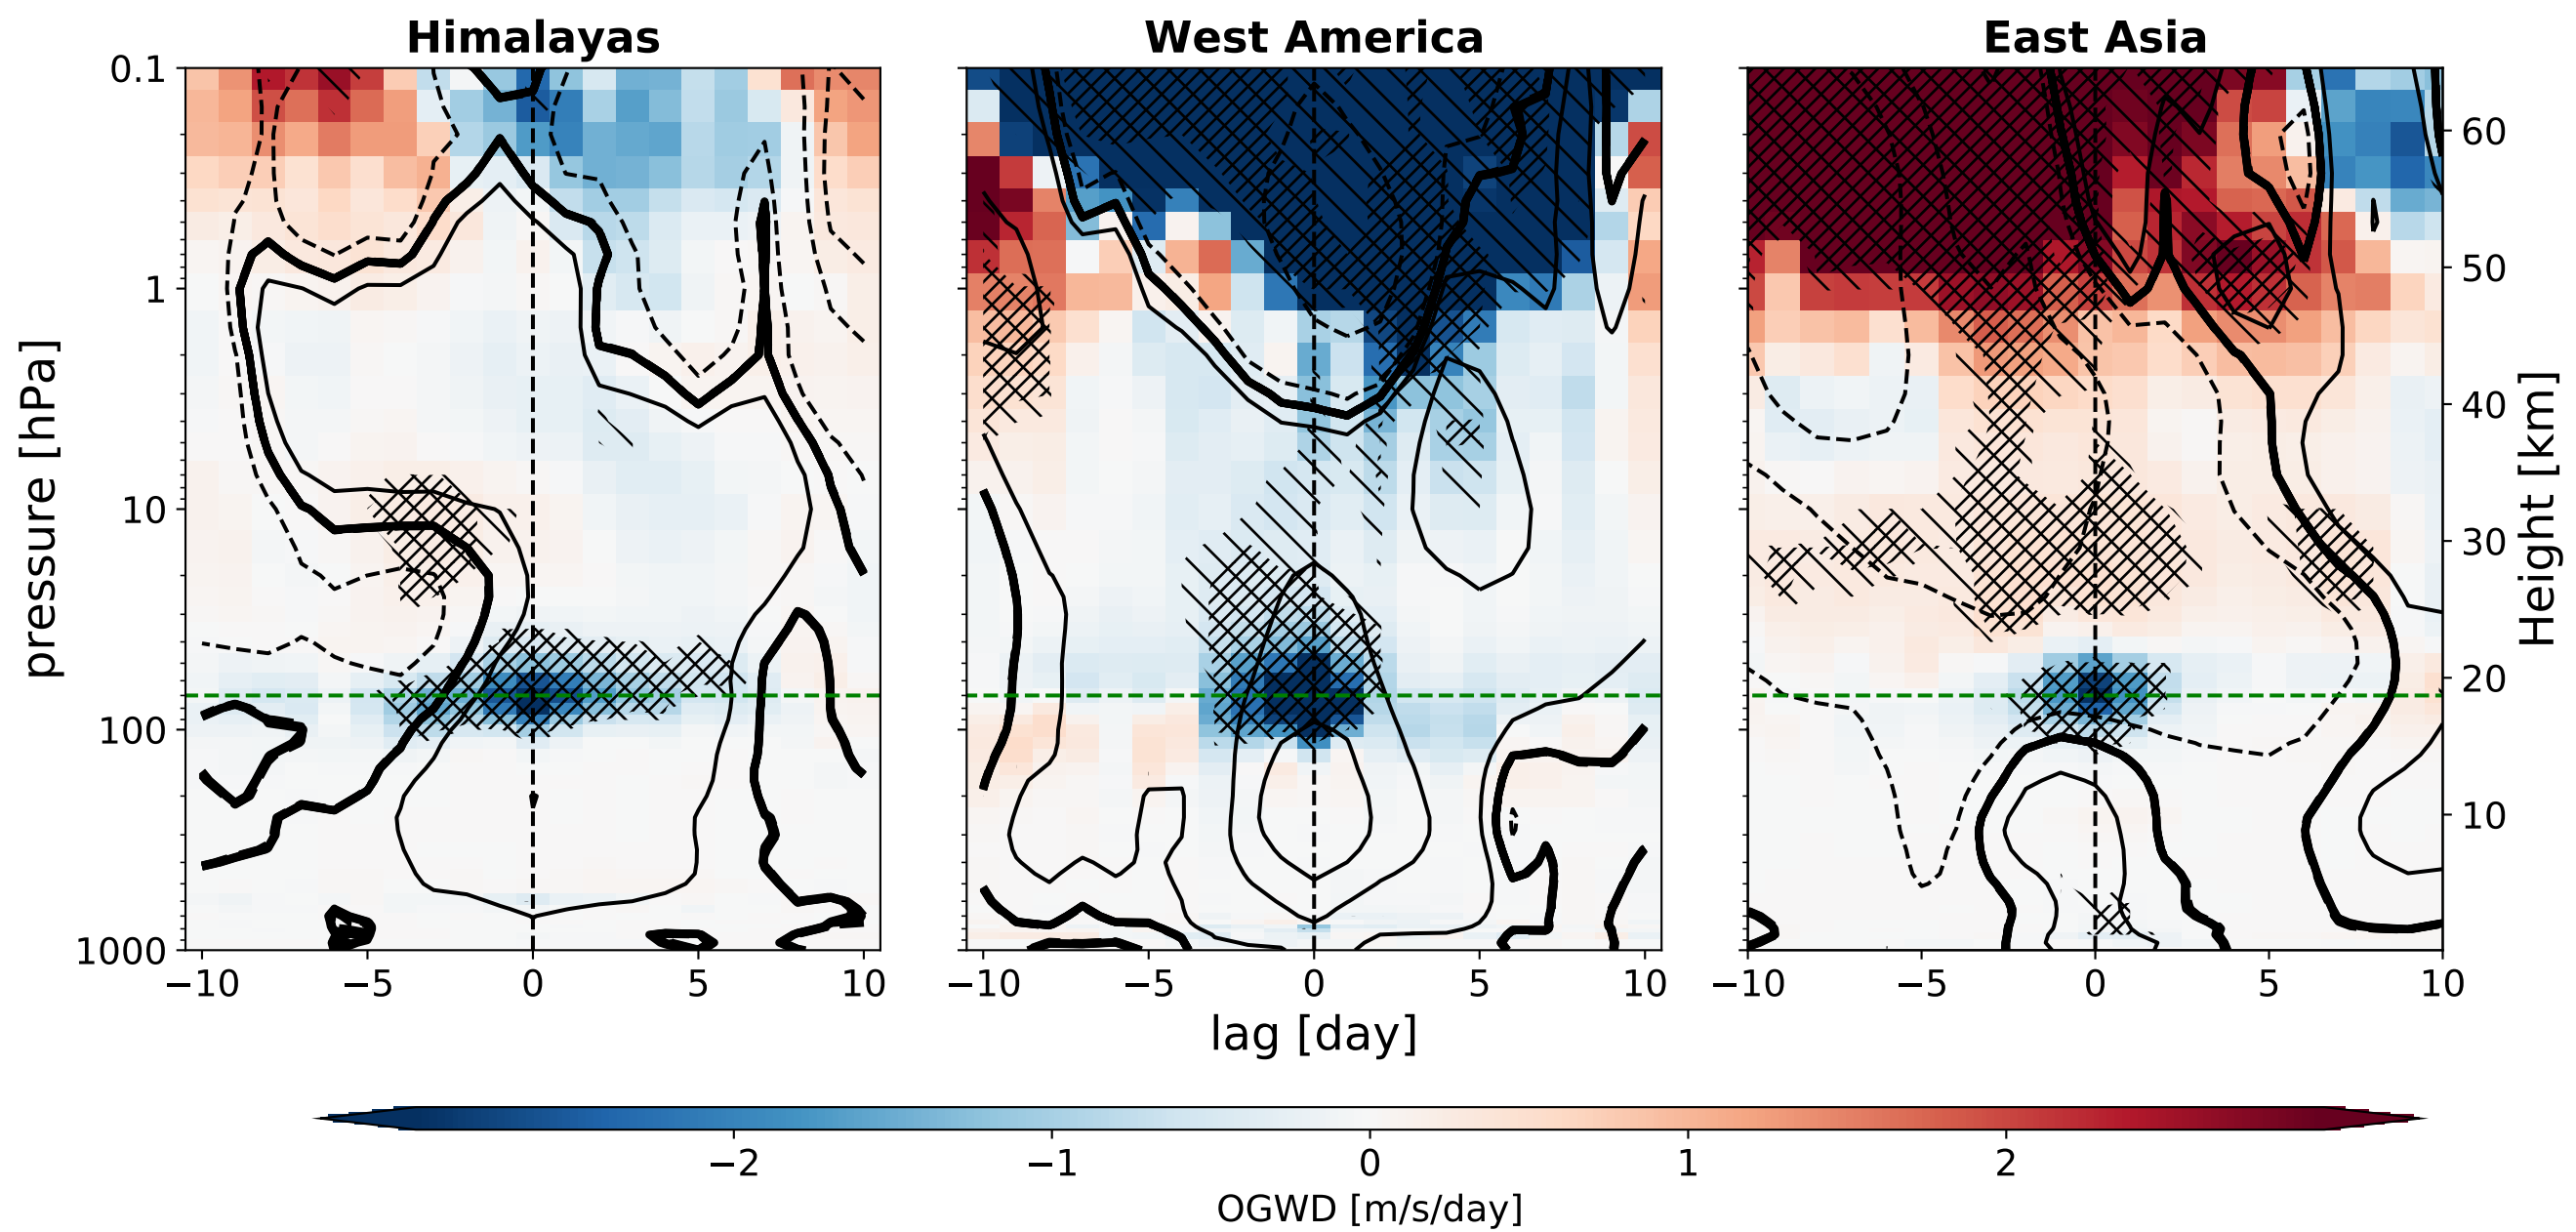 Himalayas West America East Asia
pressure [hPa]
0.1
1
10
100
1000
60
50
40
30
20
10
Height [km]
−10 −5 0 5 10 −10 −5 0 5 10 −10 −5 0 5 10
lag [day]
−2 −1 0 1 2
OGWD [m/s/day]